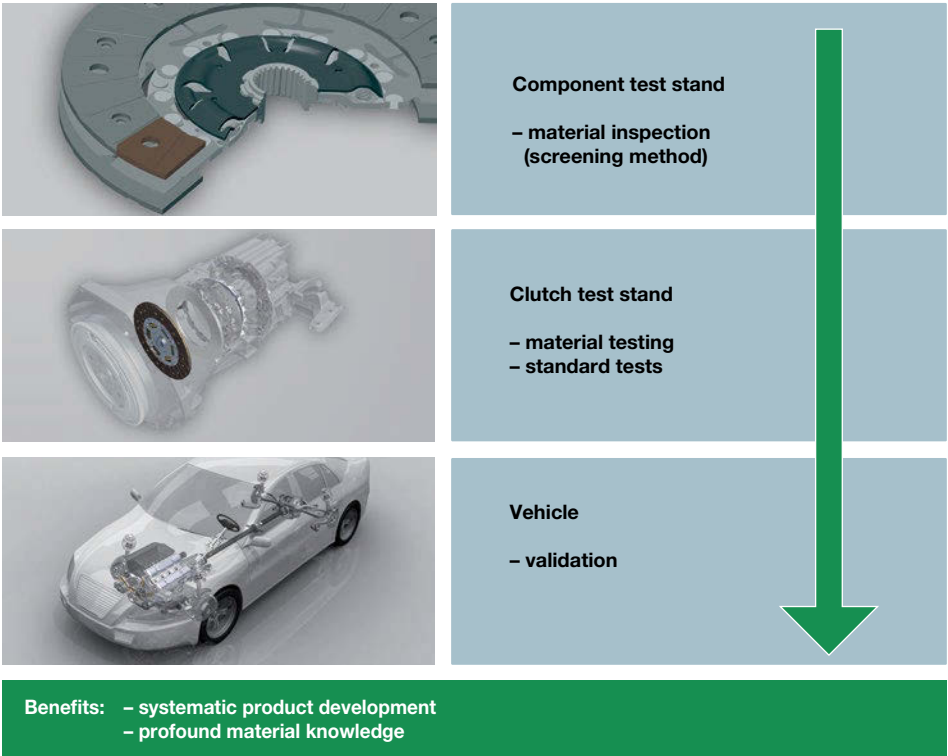 Component test stand
– material inspection
(screening method)
Clutch test stand
– material testing
– standard tests
Vehicle
– validation
Benefits: – systematic product development
– profound material knowledge